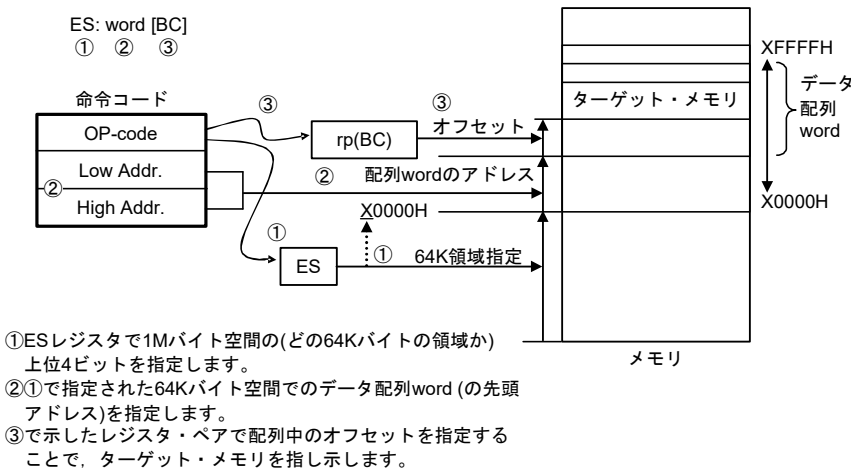 ES: word [BC]
① ② ③
命令コード
OP-code
Low Addr.
②
High Addr.
③
rp(BC)
③
オフセット
②
配列wordのアドレス
X0000H
①
ES
①
64K領域指定
ターゲット・メモリ
XFFFFH
データ
配列
word
X0000H
メモリ
①ESレジスタで1Mバイト空間の(どの64Kバイトの領域か)
上位4ビットを指定します。
②①で指定された64Kバイト空間でのデータ配列word (の先頭
アドレス)を指定します。
③で示したレジスタ・ペアで配列中のオフセットを指定する
ことで，ターゲット・メモリを指し示します。